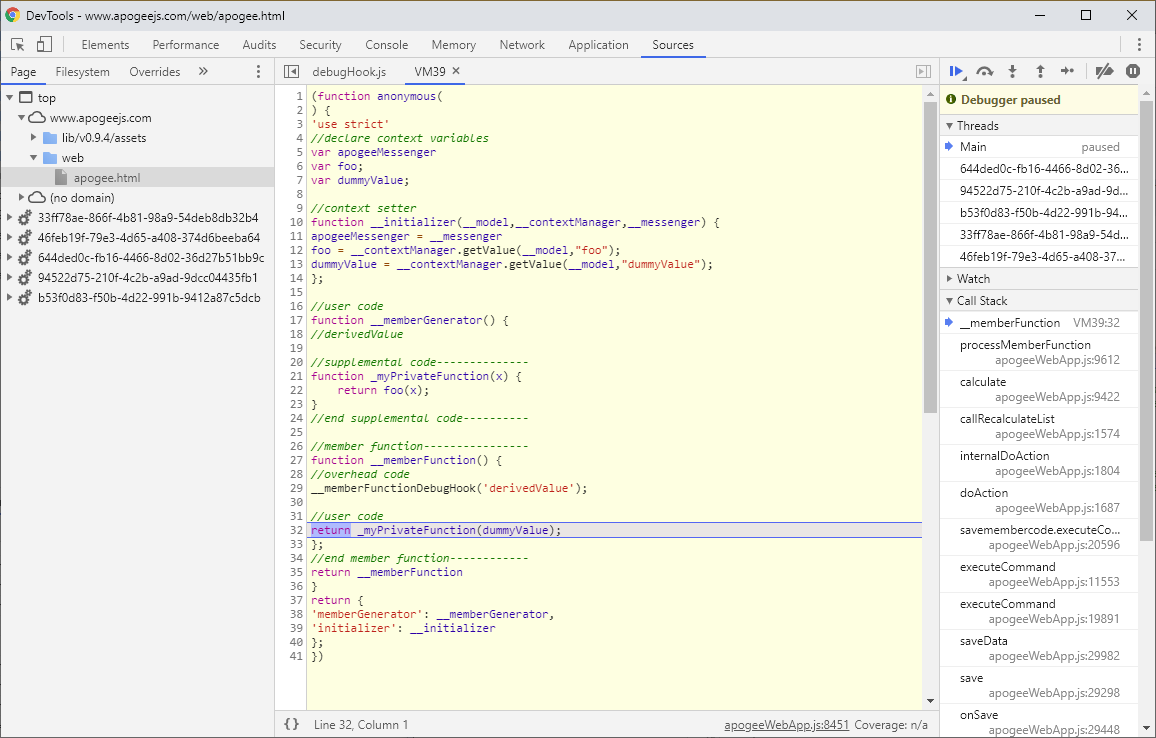 DevTools - www.apogeejs.com/web/apogee.html
Elements Performance Audits Security Console Memory Network Application Sources
Page Filesystem Overrides »
top
www.apogeejs.com
lib/v0.9.4/assets
web
apogee.html
(no domain)
33ff78ae-866f-4b81-98a9-54deb8db32b4
46feb19f-79e3-4d65-a408-374d6beeba64
644ded0c-fb16-4466-8d02-36d27b51bb9c
94522d75-210f-4c2b-a9ad-9dcc04435fb1
b53f0d83-f50b-4d22-991b-9412a87c5dcb
debugHook.js VM39 ×
1 (function anonymous(
2 ) {
3 'use strict'
4 //declare context variables
5 var apogeeMessenger
6 var foo;
7 var dummyValue;
8
9 //context setter
10 function __initializer(__model,__contextManager,__messenger) {
11 apogeeMessenger = __messenger
12 foo = __contextManager.getValue(__model,"foo");
13 dummyValue = __contextManager.getValue(__model,"dummyValue");
14 };
15
16 //user code
17 function __memberGenerator() {
18 //derivedValue
19
20 //supplemental code--------------
21 function _myPrivateFunction(x) {
22     return foo(x);
23 }
24 //end supplemental code----------
25
26 //member function----------------
27 function __memberFunction() {
28 //overhead code
29 __memberFunctionDebugHook('derivedValue');
30
31 //user code
32 return _myPrivateFunction(dummyValue);
33 };
34 //end member function------------
35 return __memberFunction
36 }
37 return {
38 'memberGenerator': __memberGenerator,
39 'initializer': __initializer
40 };
41 })
{} Line 32, Column 1 apogeeWebApp.js:8451 Coverage: n/a
Debugger paused
Threads
Main paused
644ded0c-fb16-4466-8d02-36...
94522d75-210f-4c2b-a9ad-9d...
b53f0d83-f50b-4d22-991b-94...
33ff78ae-866f-4b81-98a9-54d...
46feb19f-79e3-4d65-a408-37...
Watch
Call Stack
__memberFunction VM39:32
processMemberFunction
apogeeWebApp.js:9612
calculate
apogeeWebApp.js:9422
callRecalculateList
apogeeWebApp.js:1574
internalDoAction
apogeeWebApp.js:1804
doAction
apogeeWebApp.js:1687
savemembercode.executeCo...
apogeeWebApp.js:20596
executeCommand
apogeeWebApp.js:11553
executeCommand
apogeeWebApp.js:19891
saveData
apogeeWebApp.js:29982
save
apogeeWebApp.js:29298
onSave
apogeeWebApp.js:29448